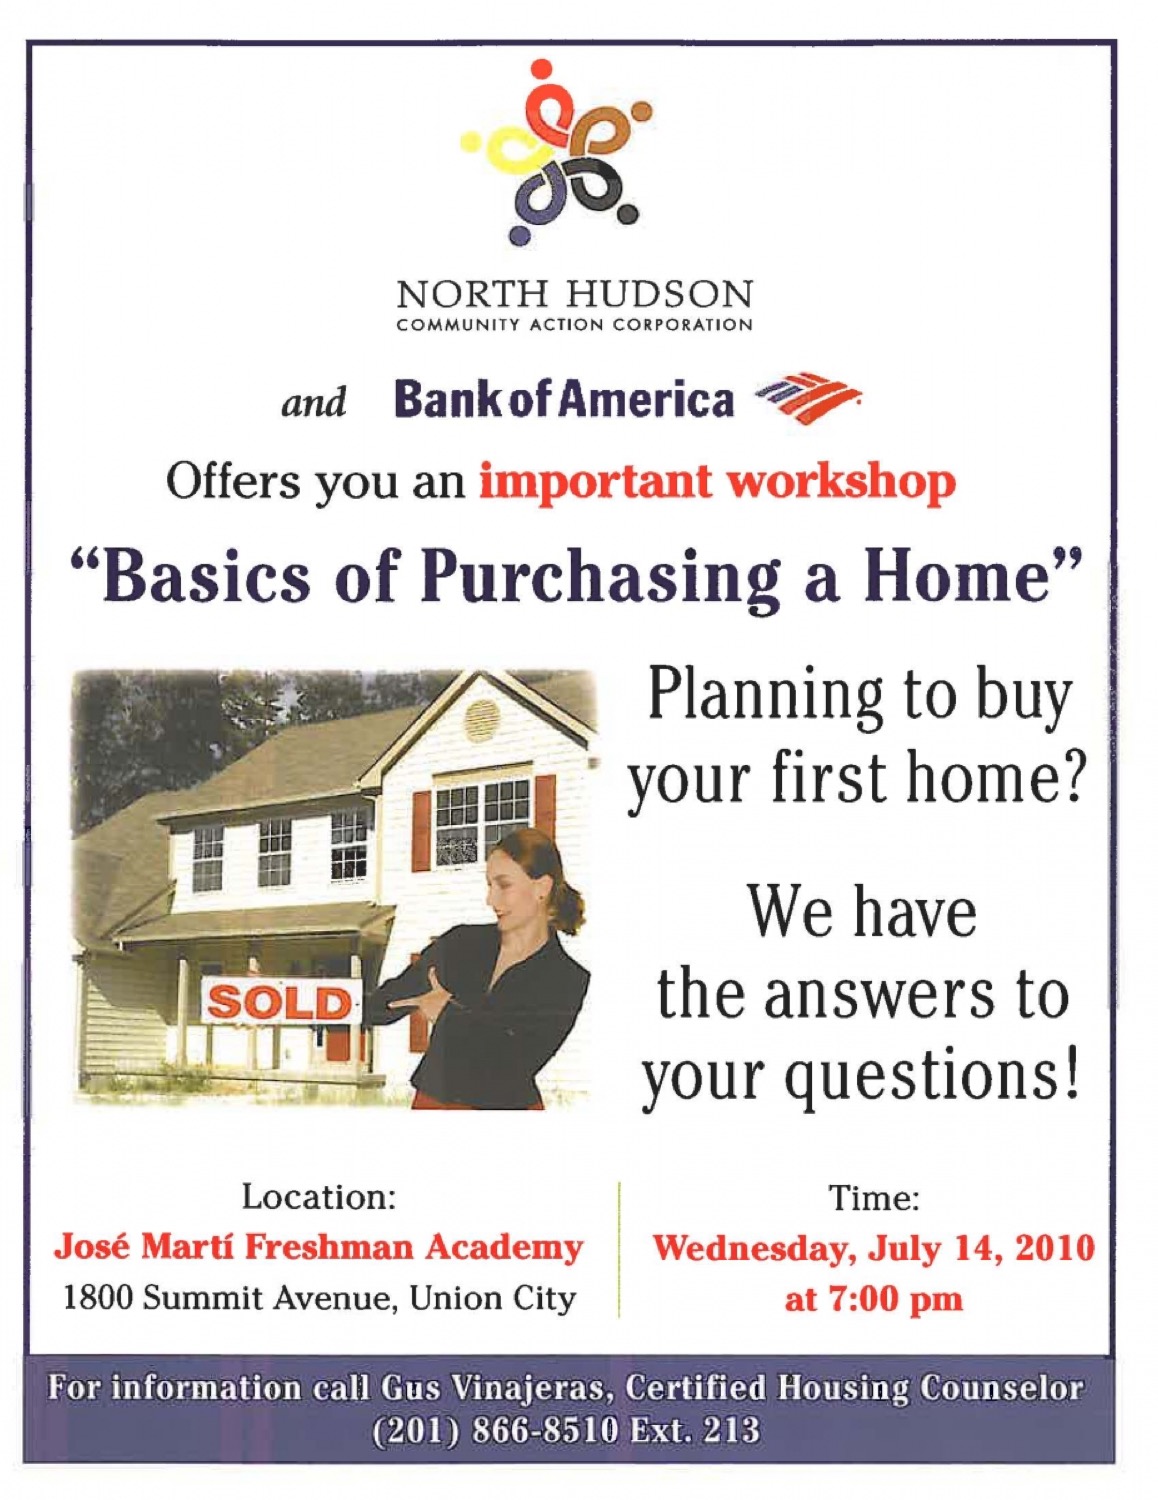 NORTH HUDSON
COMMUNITY ACTION CORPORATION
and Bank of America
Offers you an important workshop
“Basics of Purchasing a Home”
Planning to buy
your first home?
We have
the answers to
your questions!
SOLD
Location:
José Martí Freshman Academy
1800 Summit Avenue, Union City
Time:
Wednesday, July 14, 2010
at 7:00 pm
For information call Gus Vinajeras, Certified Housing Counselor
(201) 866-8510 Ext. 213